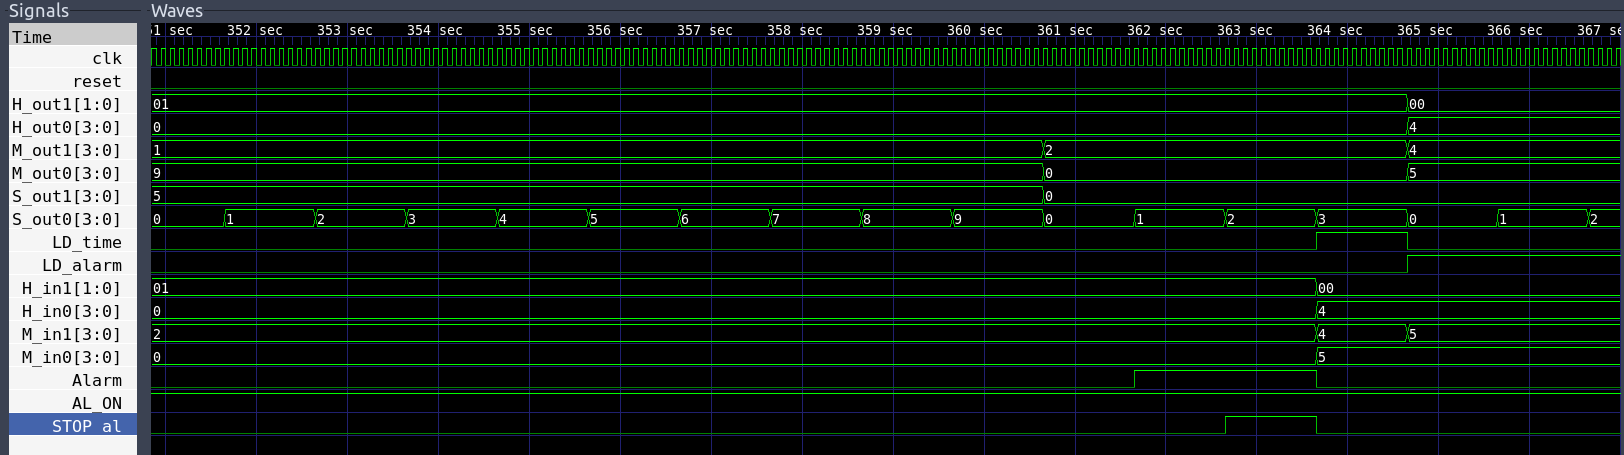 Signals Waves
Time 1 sec 352 sec 353 sec 354 sec 355 sec 356 sec 357 sec 358 sec 359 sec 360 sec 361 sec 362 sec 363 sec 364 sec 365 sec 366 sec 367 se
clk
reset
H_out1[1:0] 01 00
H_out0[3:0] 0 4
M_out1[3:0] 1 2 4
M_out0[3:0] 9 0 5
S_out1[3:0] 5 0
S_out0[3:0] 0 1 2 3 4 5 6 7 8 9 0 1 2 3 0 1 2
LD_time
LD_alarm
H_in1[1:0] 01 00
H_in0[3:0] 0 4
M_in1[3:0] 2 4 5
M_in0[3:0] 0 5
Alarm
AL_ON
STOP_al